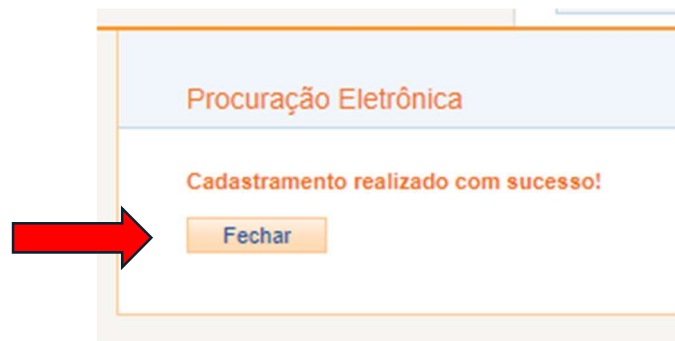 Procuração Eletrônica
Cadastramento realizado com sucesso!
Fechar